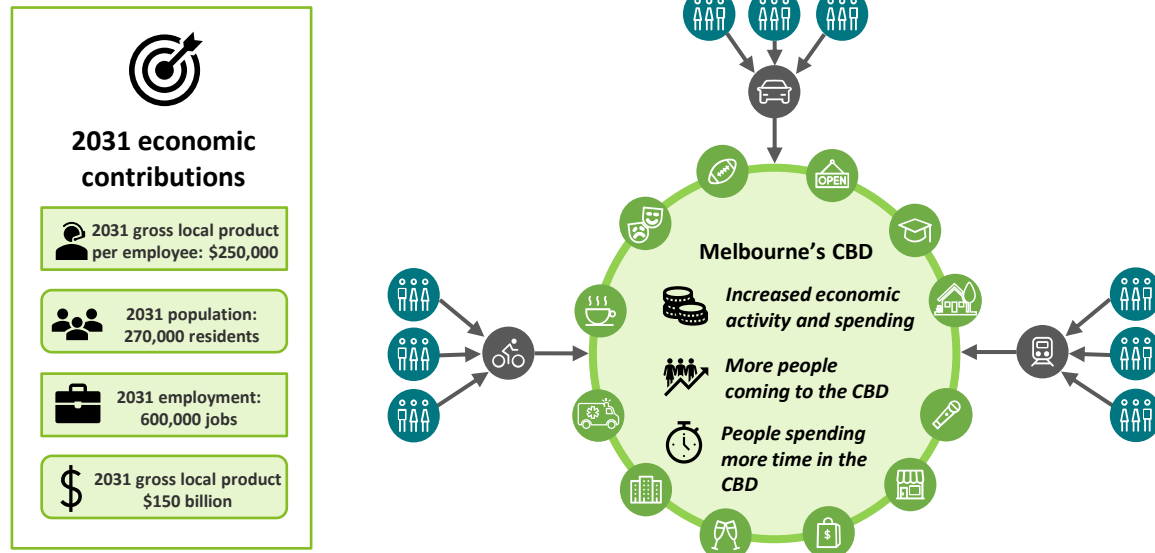 2031 economic
contributions
2031 gross local product
per employee: $250,000
2031 population:
270,000 residents
2031 employment:
600,000 jobs
$
2031 gross local product
$150 billion
OPEN
Melbourne’s CBD
Increased economic
activity and spending
More people
coming to the CBD
People spending
more time in the
CBD
$